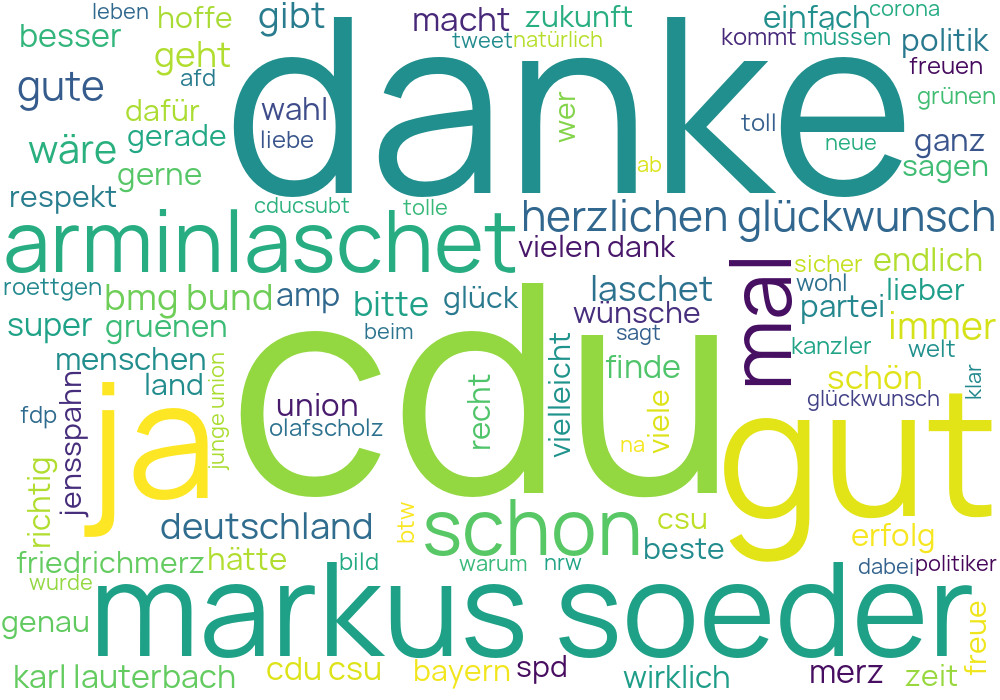 leben
hoffe
gibt
macht
zukunft
einfach
corona
besser
tweet
natürlich
kommt
müssen
politik
geht
danke
freuen
afd
gute
wahl
wer
grünen
dafür
toll
liebe
neue
ganz
gerade
wäre
ab
sagen
gerne
respekt
cducsubt
tolle
herzlichen glückwunsch
arminlaschet
vielen dank
mal
sicher
endlich
roettgen
bmg bund
amp
bitte
glück
laschet
wohl
lieber
partei
super
gruenen
beim
wünsche
sagt
immer
cdu
kanzler
welt
menschen
vielleicht
finde
land
schön
klar
junge union
ja
fdp
jensspahn
union
recht
viele
glückwunsch
olafscholz
na
gut
richtig
deutschland
btw
schon
csu
erfolg
beste
friedrichmerz
hätte
bild
warum
nrw
dabei
politiker
wurde
markus soeder
genau
freue
karl lauterbach
cdu csu
bayern
spd
wirklich
merz
zeit